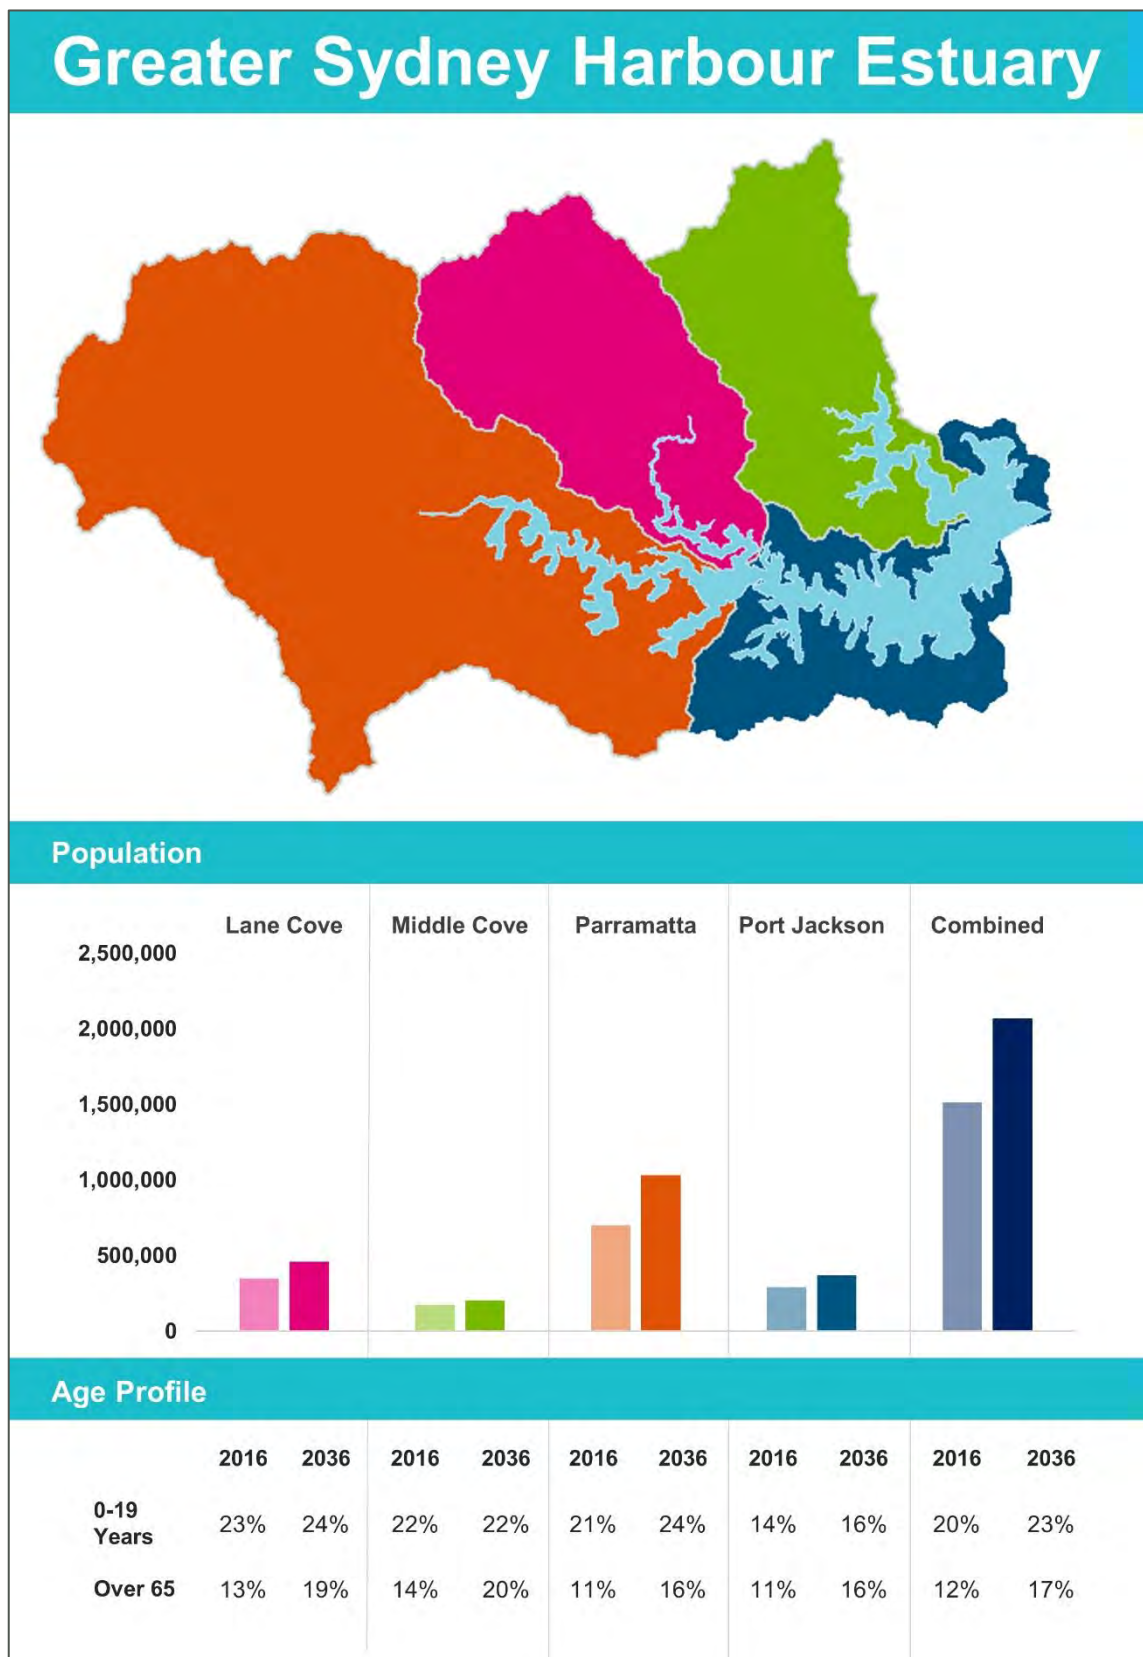 Greater Sydney Harbour Estuary
Population
Lane Cove Middle Cove Parramatta Port Jackson Combined
2,500,000
2,000,000
1,500,000
1,000,000
500,000
0
Age Profile
2016 2036 2016 2036 2016 2036 2016 2036 2016 2036
0-19
Years 23% 24% 22% 22% 21% 24% 14% 16% 20% 23%
Over 65 13% 19% 14% 20% 11% 16% 11% 16% 12% 17%